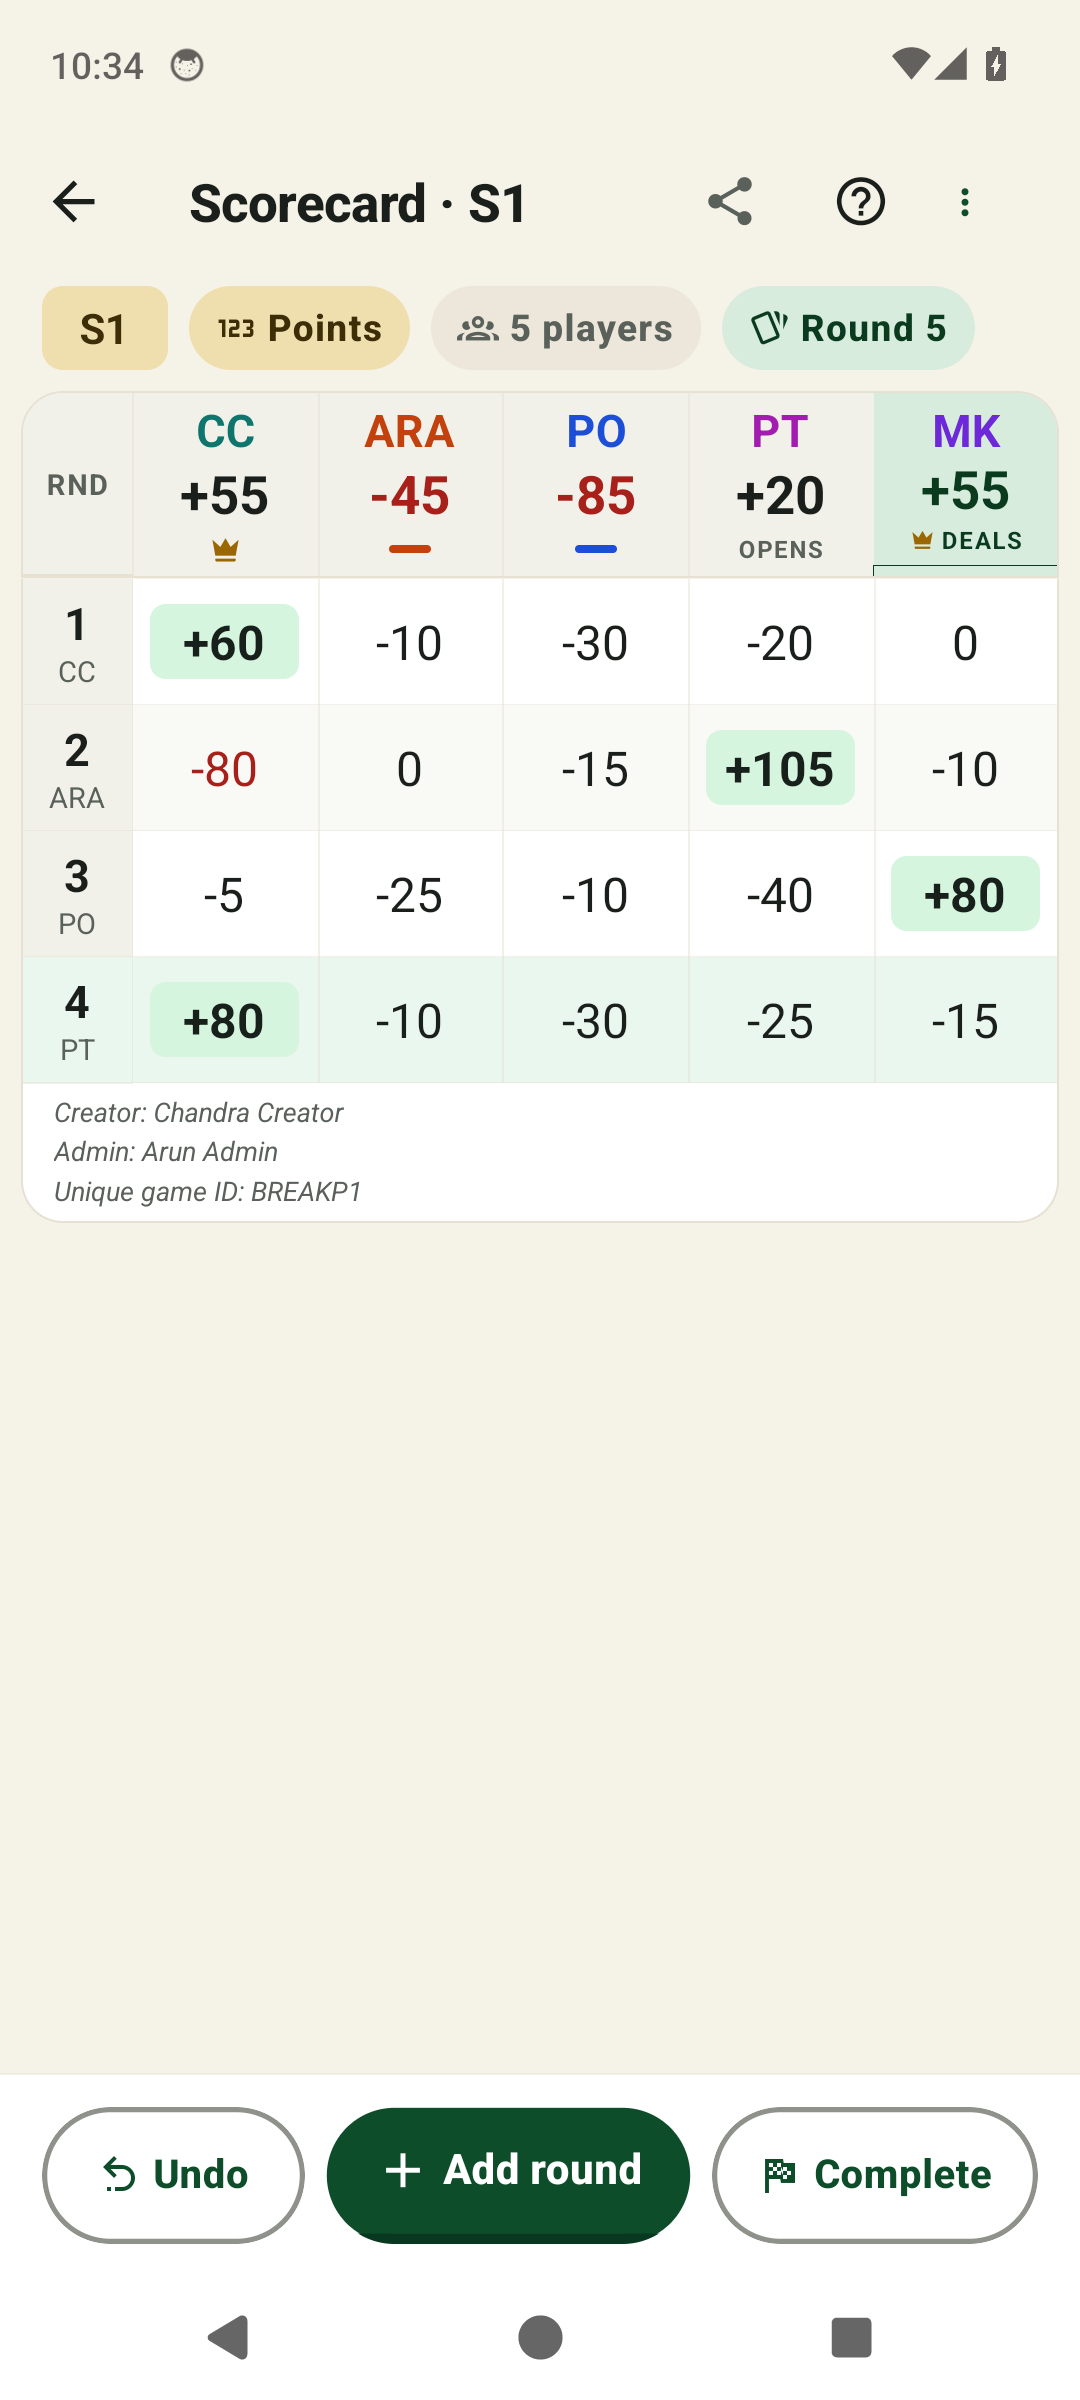 10:34
Scorecard · S1
S1
123 Points
5 players
Round 5
RND CC ARA PO PT MK
+55 -45 -85 +20 +55
OPENS DEALS
1 +60 -10 -30 -20 0
CC
2 -80 0 -15 +105 -10
ARA
3 -5 -25 -10 -40 +80
PO
4 +80 -10 -30 -25 -15
PT
Creator: Chandra Creator
Admin: Arun Admin
Unique game ID: BREAKP1
Undo
+ Add round
Complete